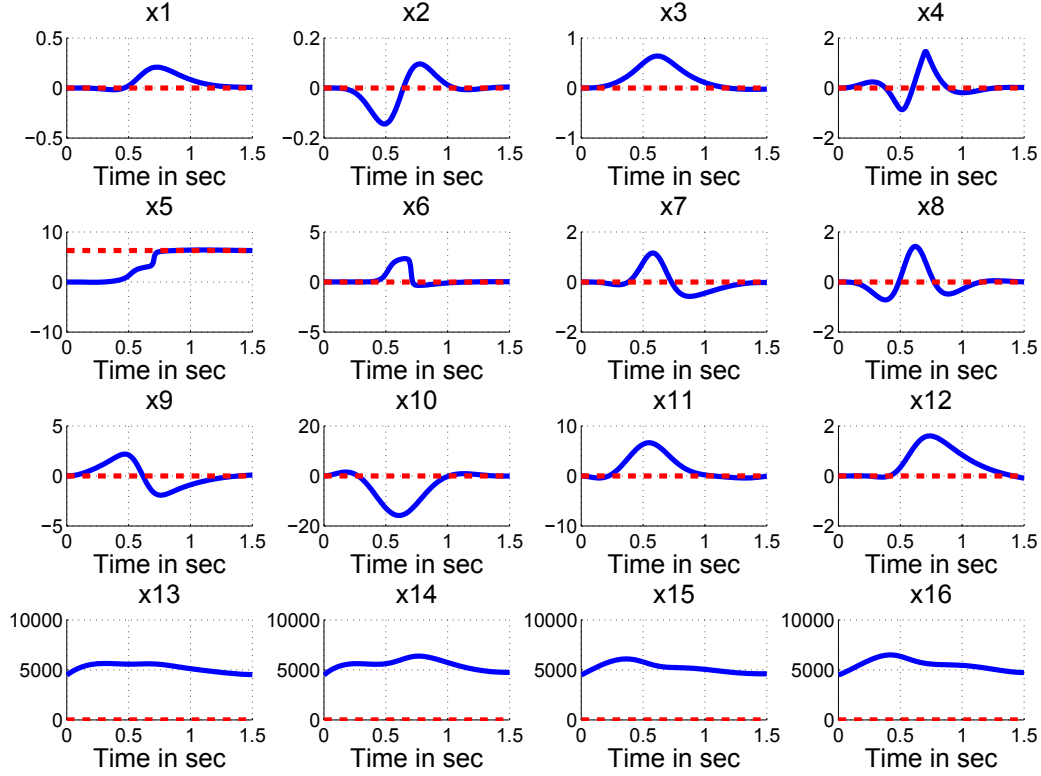 x1 x2 x3 x4
0.5 0.2 1 2
0 0 0 0
−0.5 −0.2 −1 −2
0 0.5 1 1.5 0 0.5 1 1.5 0 0.5 1 1.5 0 0.5 1 1.5
Time in sec Time in sec Time in sec Time in sec
x5 x6 x7 x8
10 5 2 2
0 0 0 0
−10 −5 −2 −2
0 0.5 1 1.5 0 0.5 1 1.5 0 0.5 1 1.5 0 0.5 1 1.5
Time in sec Time in sec Time in sec Time in sec
x9 x10 x11 x12
5 20 10 2
0 0 0 0
−5 −20 −10 −2
0 0.5 1 1.5 0 0.5 1 1.5 0 0.5 1 1.5 0 0.5 1 1.5
Time in sec Time in sec Time in sec Time in sec
x13 x14 x15 x16
10000 10000 10000 10000
5000 5000 5000 5000
0 0 0 0
0 0.5 1 1.5 0 0.5 1 1.5 0 0.5 1 1.5 0 0.5 1 1.5
Time in sec Time in sec Time in sec Time in sec